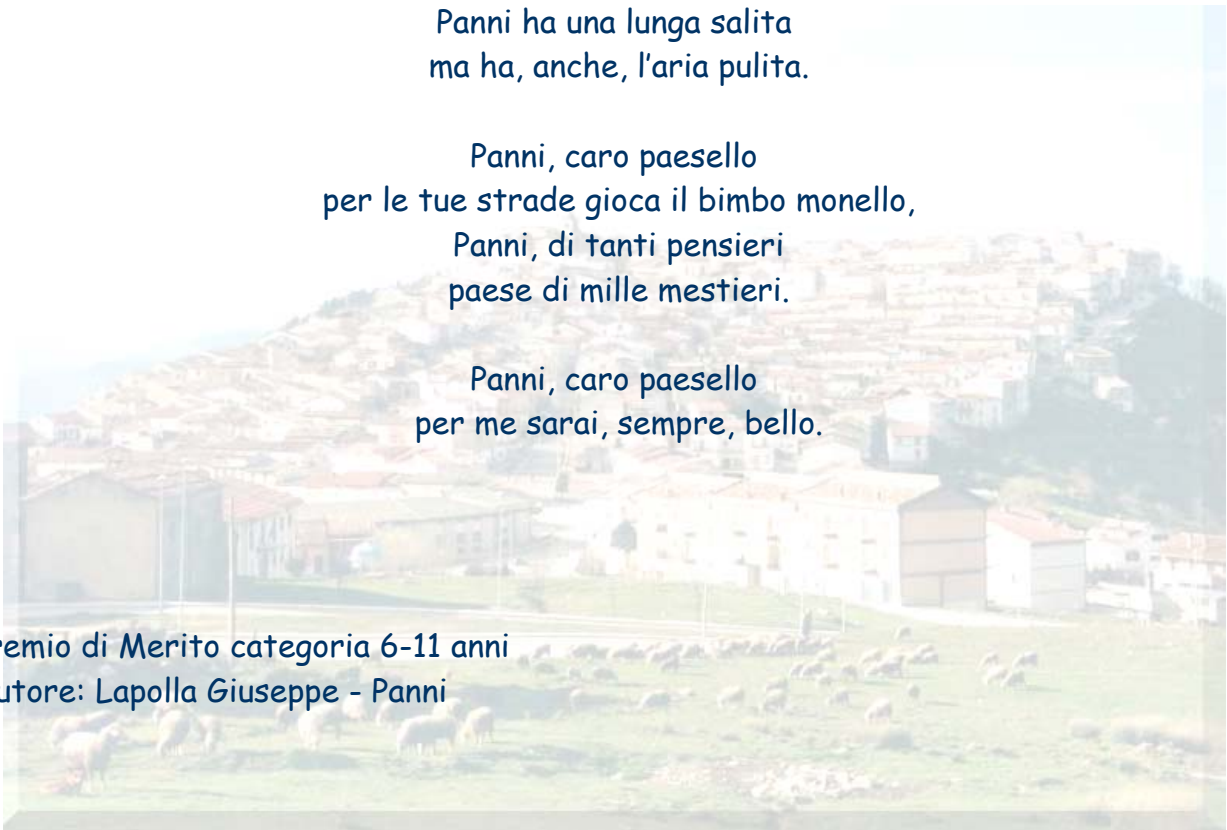 Panni ha una lunga salita
ma ha, anche, l'aria pulita.
Panni, caro paesello
per le tue strade gioca il bimbo monello,
Panni, di tanti pensieri
paese di mille mestieri.
Panni, caro paesello
per me sarai, sempre, bello.
remio di Merito categoria 6-11 anni
utore: Lapolla Giuseppe - Panni